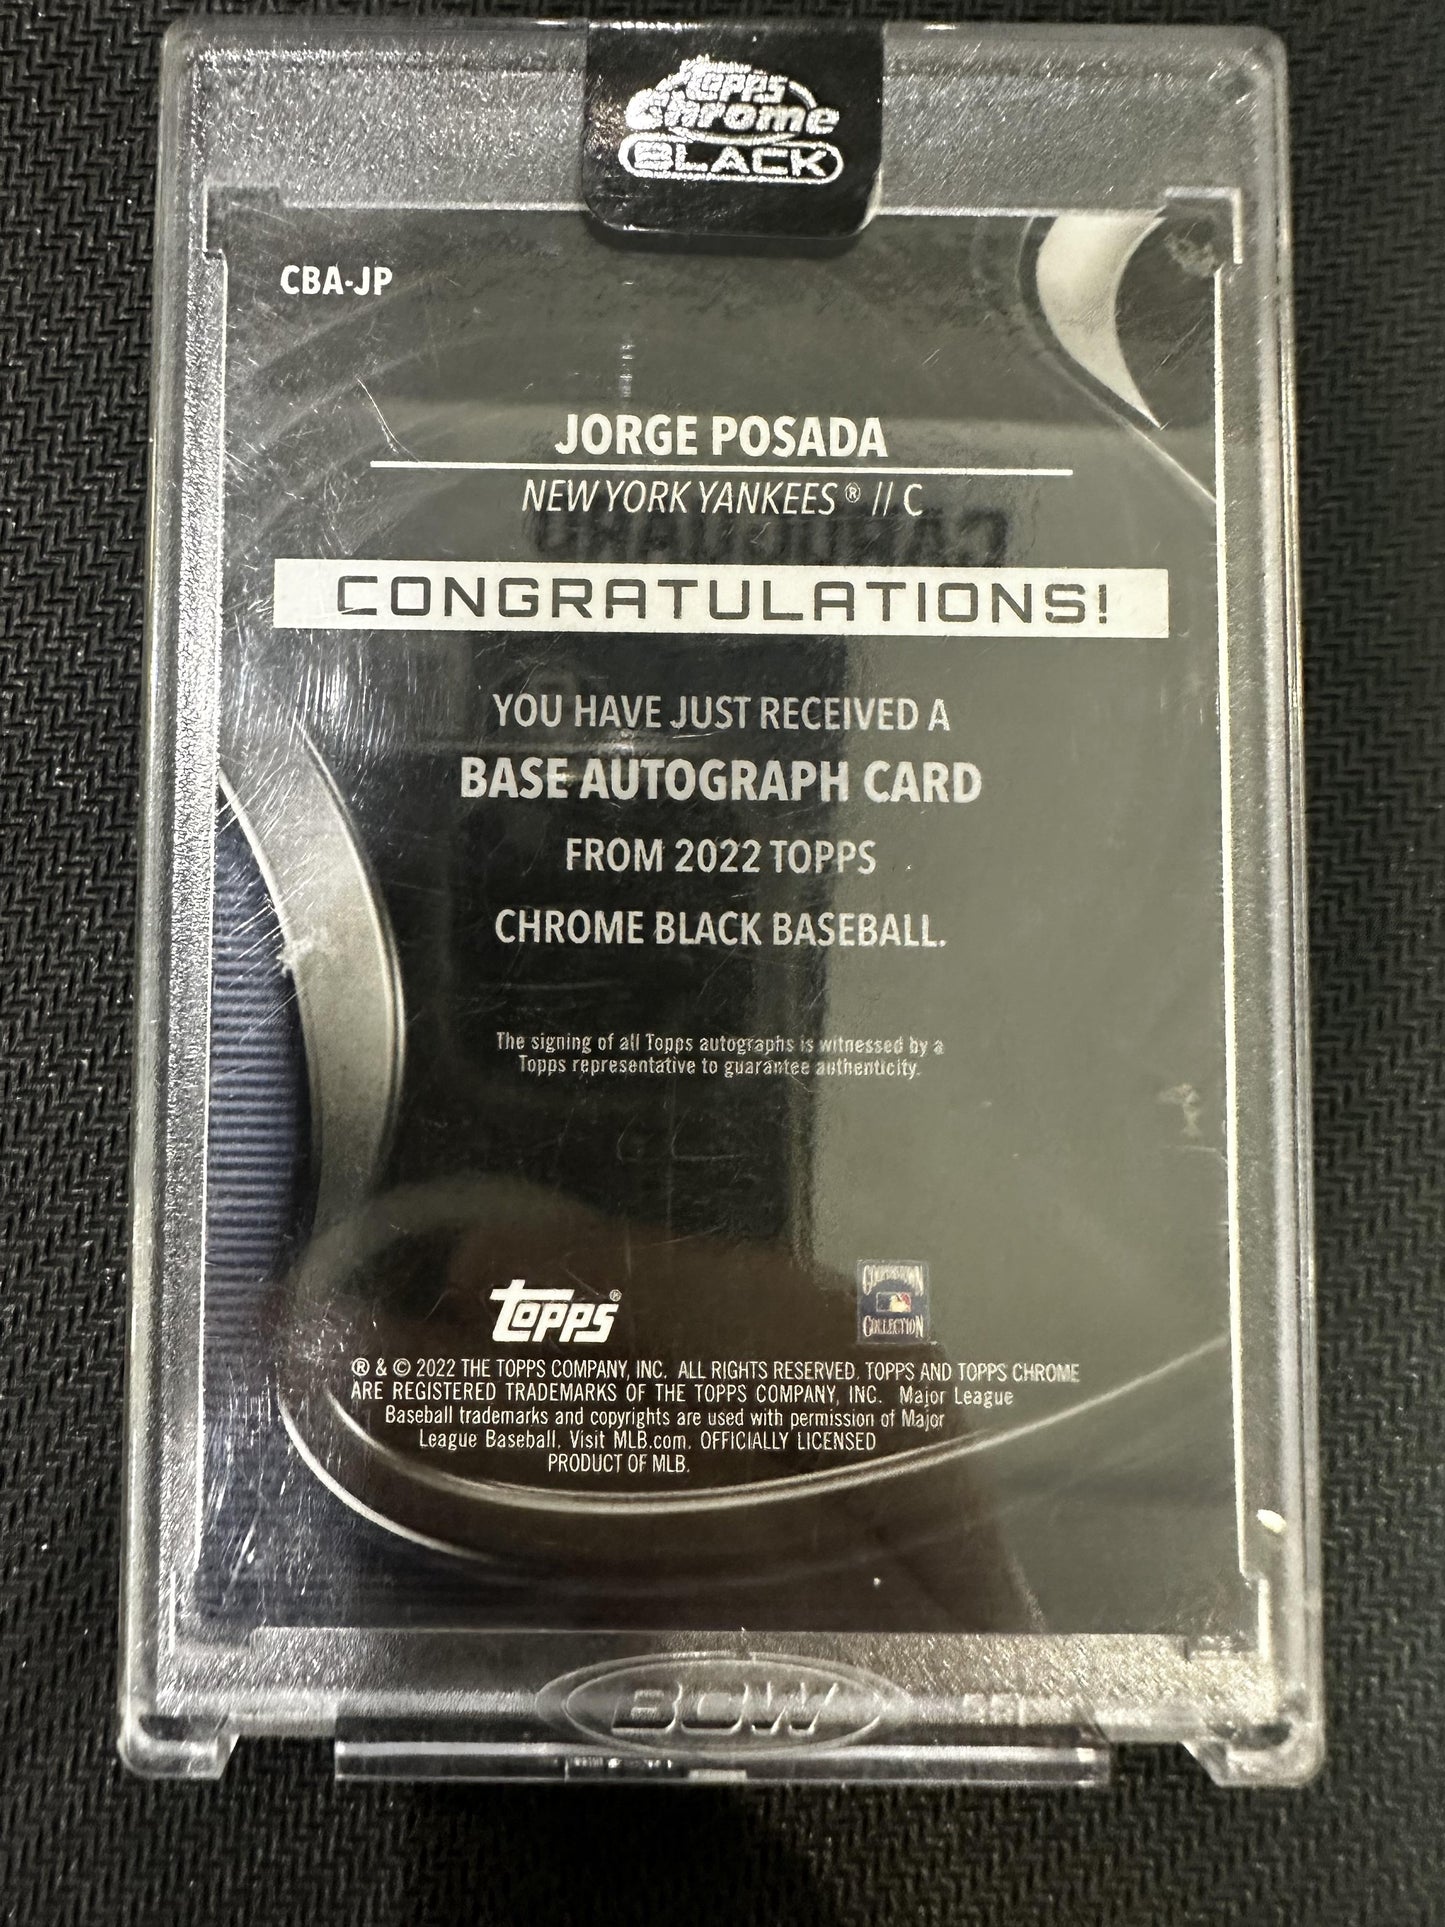 Topps
Chrome
BLACK
CBA-JP
JORGE POSADA
NEW YORK YANKEES® // C
CONGRATULATIONS!
YOU HAVE JUST RECEIVED A
BASE AUTOGRAPH CARD
FROM 2022 TOPPS
CHROME BLACK BASEBALL.
The signing of all Topps autographs is witnessed by a
Topps representative to guarantee authenticity.
Topps®
COOPERSTOWN
COLLECTION
® & © 2022 THE TOPPS COMPANY, INC. ALL RIGHTS RESERVED. TOPPS AND TOPPS CHROME
ARE REGISTERED TRADEMARKS OF THE TOPPS COMPANY, INC. Major League
Baseball trademarks and copyrights are used with permission of Major
League Baseball. Visit MLB.com. OFFICIALLY LICENSED
PRODUCT OF MLB.
BCW